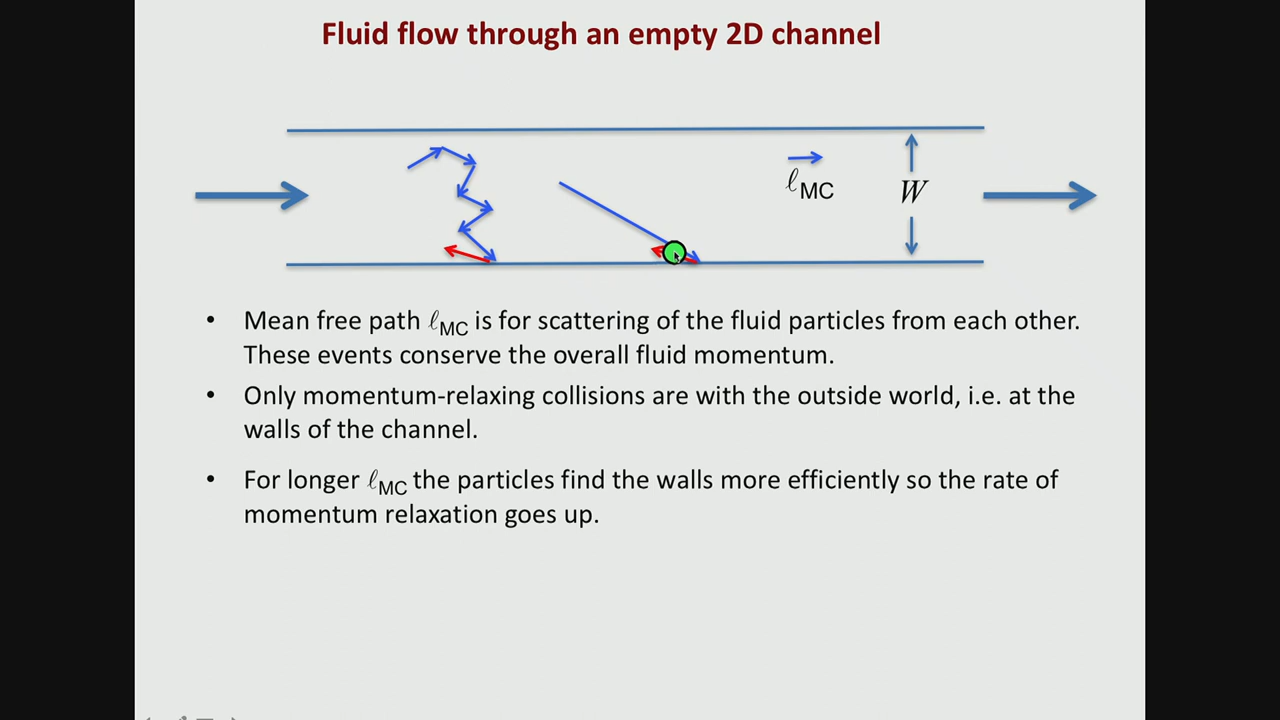 Fluid flow through an empty 2D channel
ℓMC
W
• Mean free path ℓMC is for scattering of the fluid particles from each other.
These events conserve the overall fluid momentum.
• Only momentum-relaxing collisions are with the outside world, i.e. at the
walls of the channel.
• For longer ℓMC the particles find the walls more efficiently so the rate of
momentum relaxation goes up.